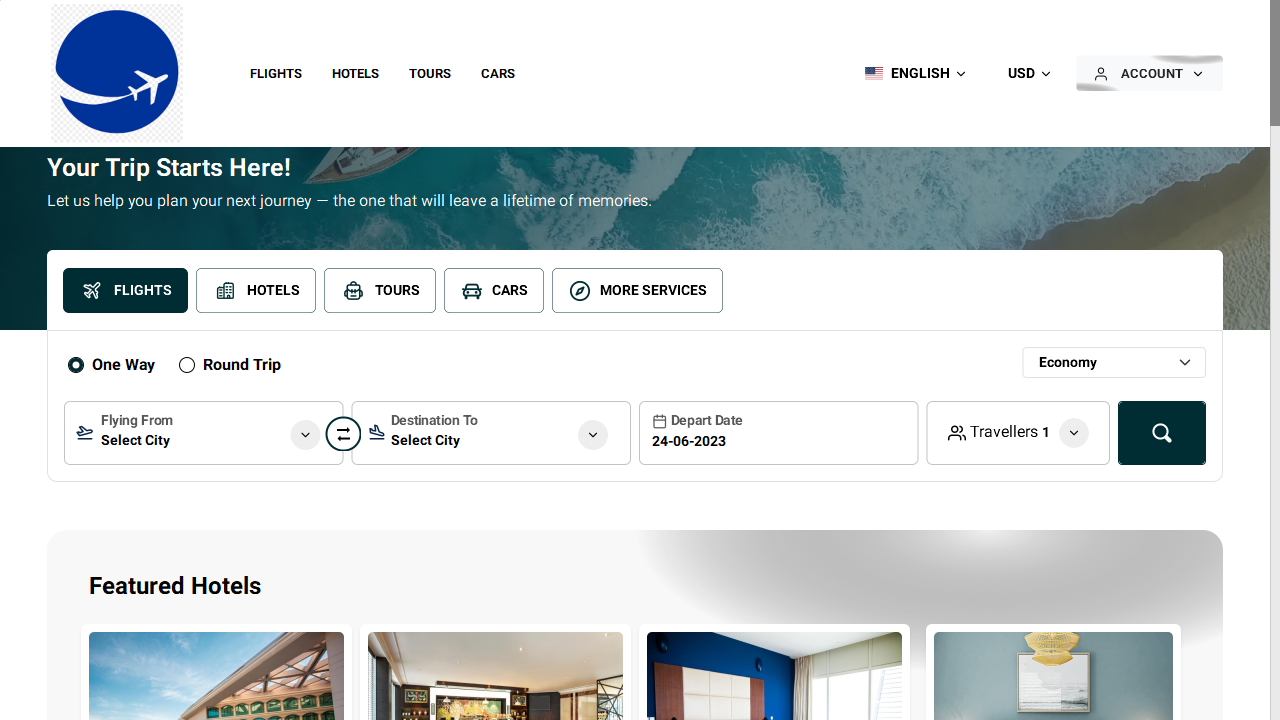 FLIGHTS HOTELS TOURS CARS ENGLISH USD ACCOUNT
Your Trip Starts Here!
Let us help you plan your next journey — the one that will leave a lifetime of memories.
FLIGHTS HOTELS TOURS CARS MORE SERVICES
One Way Round Trip Economy
Flying From Destination To Depart Date
Select City Select City 24-06-2023 Travellers 1
Featured Hotels